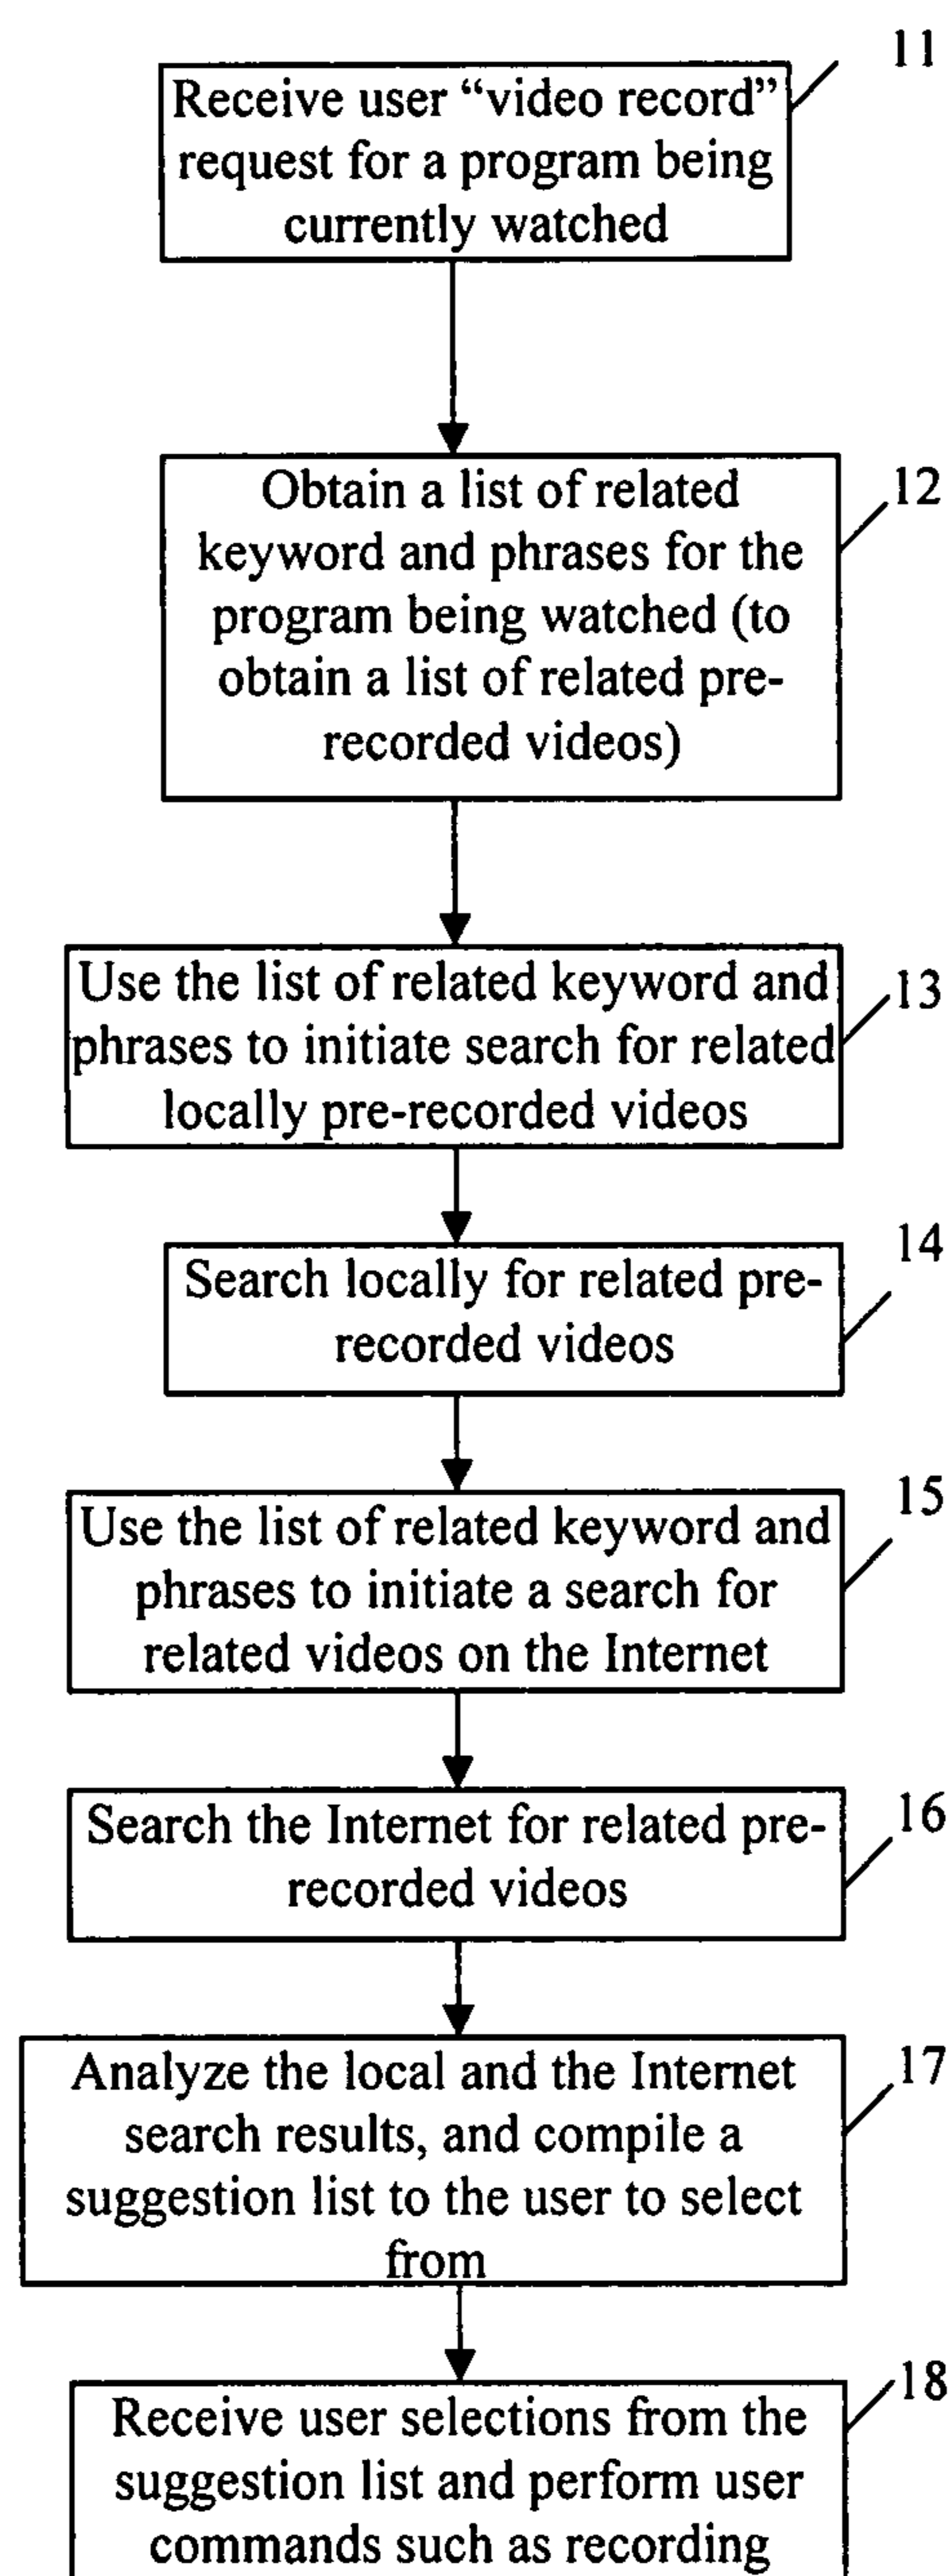 11
Receive user “video record”
request for a program being
currently watched
12
Obtain a list of related
keyword and phrases for the
program being watched (to
obtain a list of related pre-
recorded videos)
13
Use the list of related keyword and
phrases to initiate search for related
locally pre-recorded videos
14
Search locally for related pre-
recorded videos
15
Use the list of related keyword and
phrases to initiate a search for
related videos on the Internet
16
Search the Internet for related pre-
recorded videos
17
Analyze the local and the Internet
search results, and compile a
suggestion list to the user to select
from
18
Receive user selections from the
suggestion list and perform user
commands such as recording